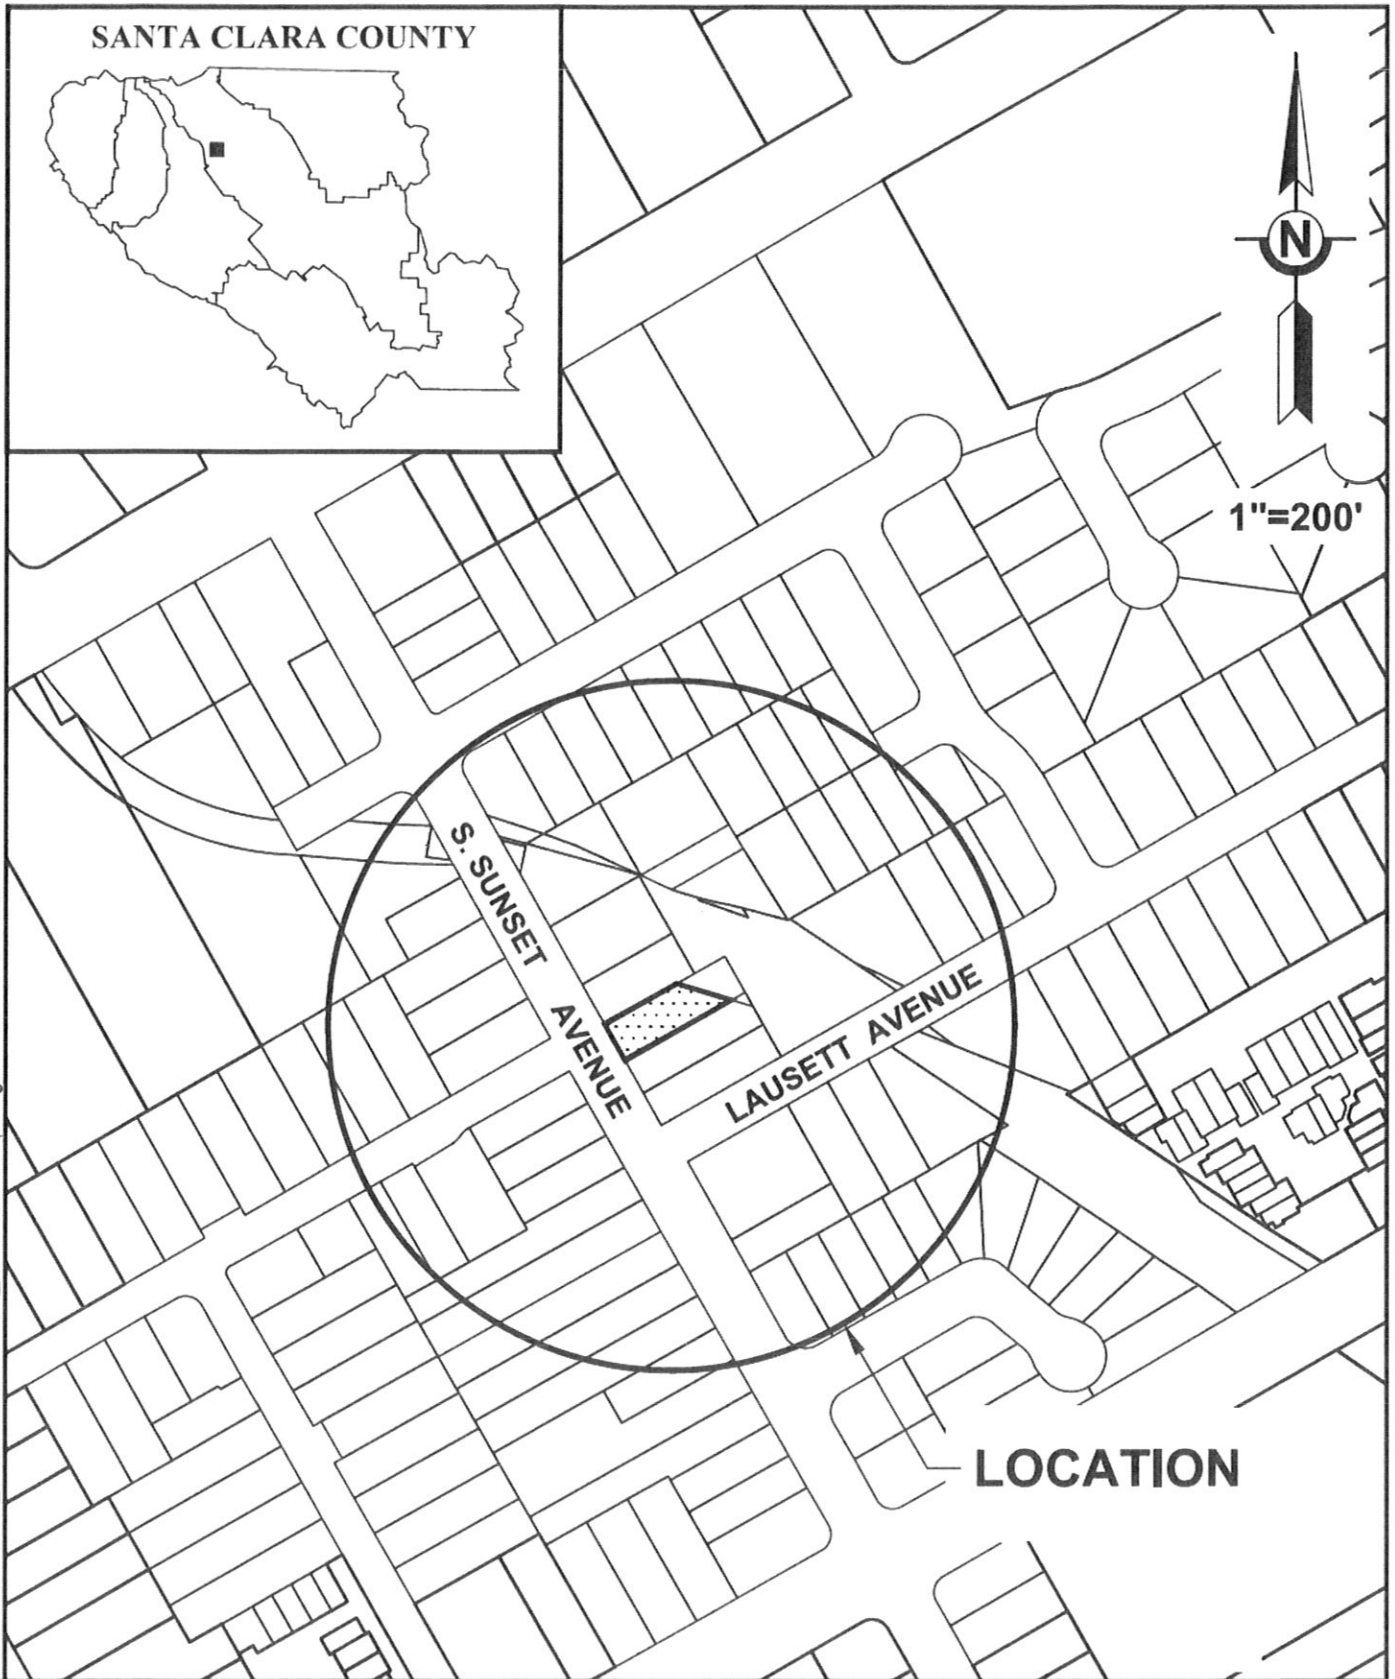 SANTA CLARA COUNTY
N
1"=200'
S. SUNSET AVENUE
LAUSETT AVENUE
LOCATION